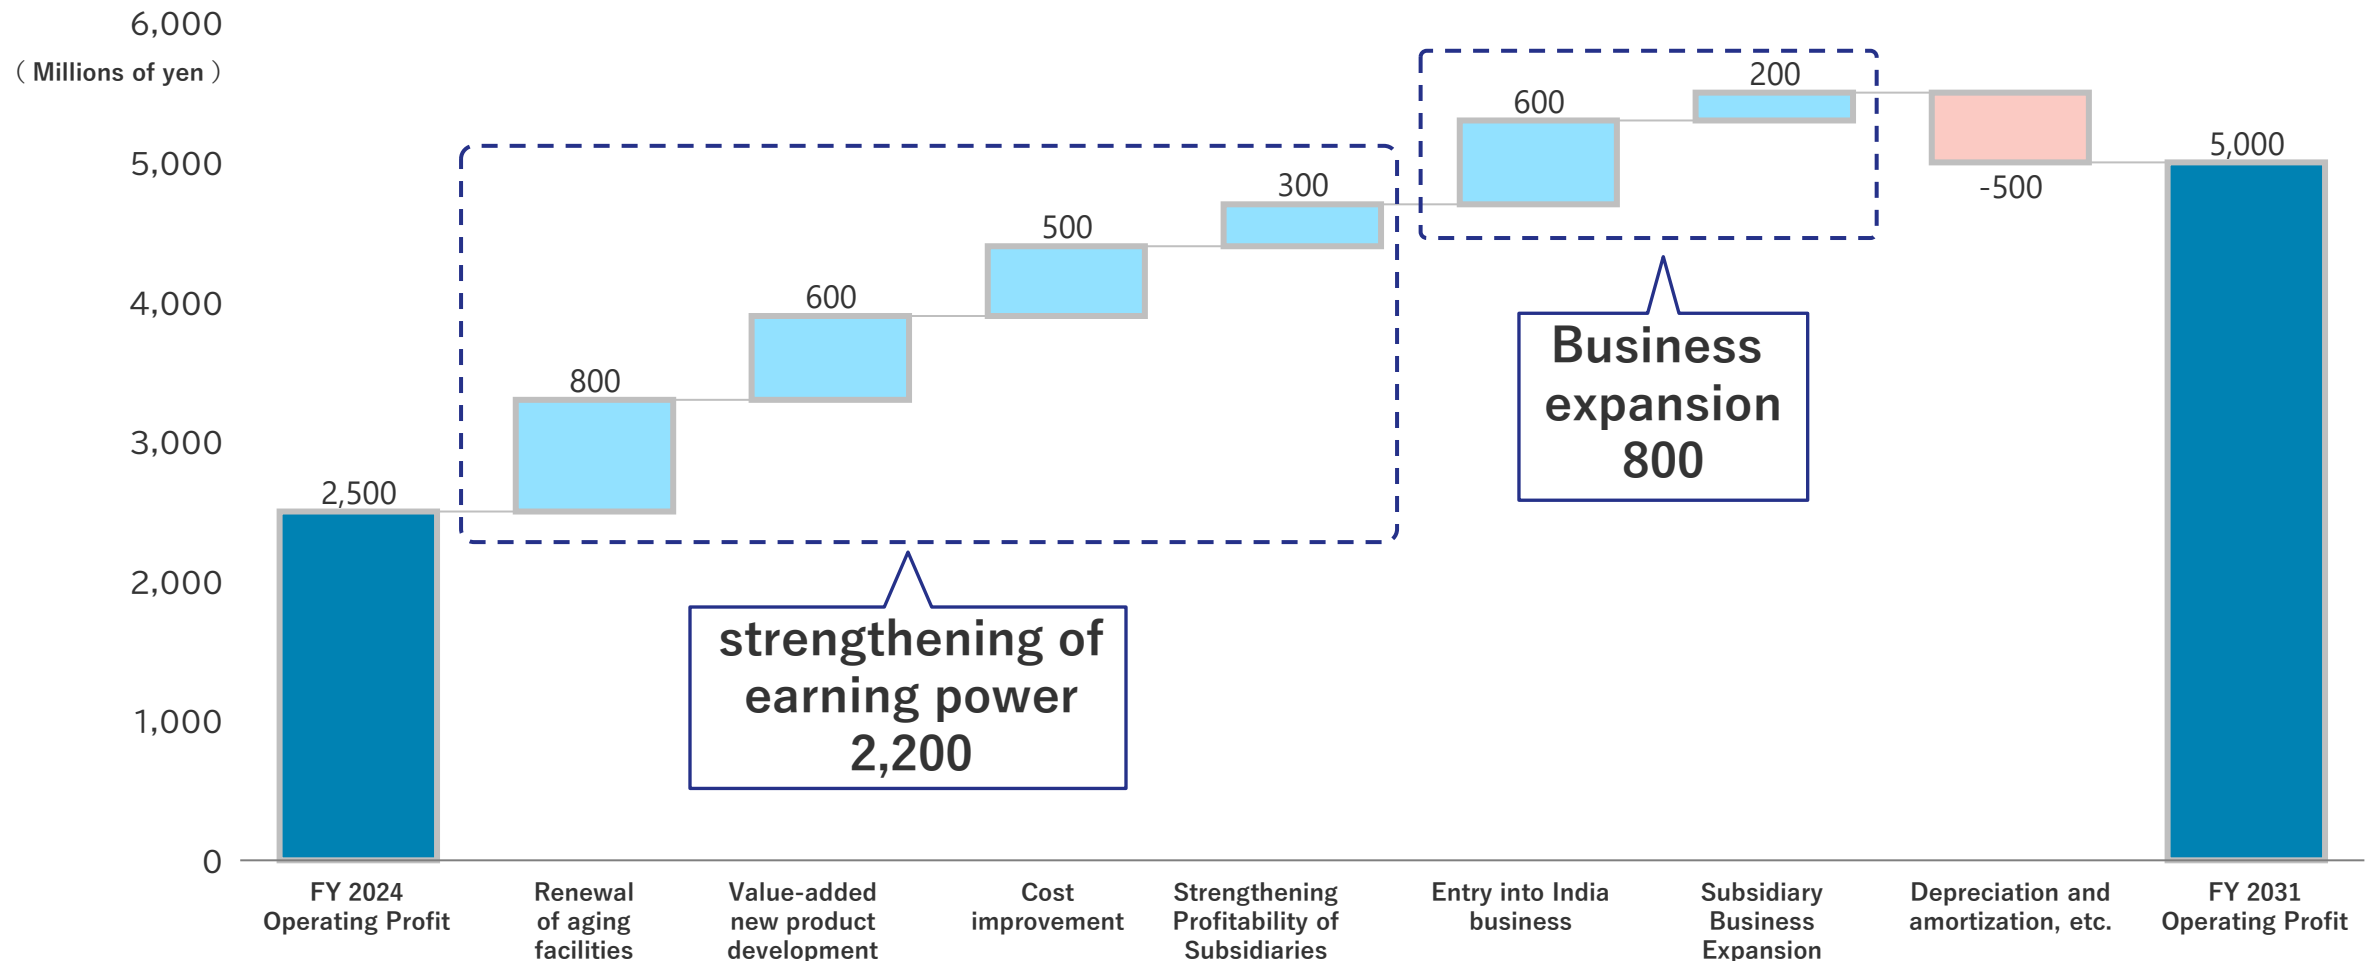 6,000
( Millions of yen )
5,000
4,000
3,000
2,000
1,000
0
2,500
800
600
500
300
600
200
-500
5,000
strengthening of
earning power
2,200
Business
expansion
800
FY 2024
Operating Profit
Renewal
of aging
facilities
Value-added
new product
development
Cost
improvement
Strengthening
Profitability of
Subsidiaries
Entry into India
business
Subsidiary
Business
Expansion
Depreciation and
amortization, etc.
FY 2031
Operating Profit